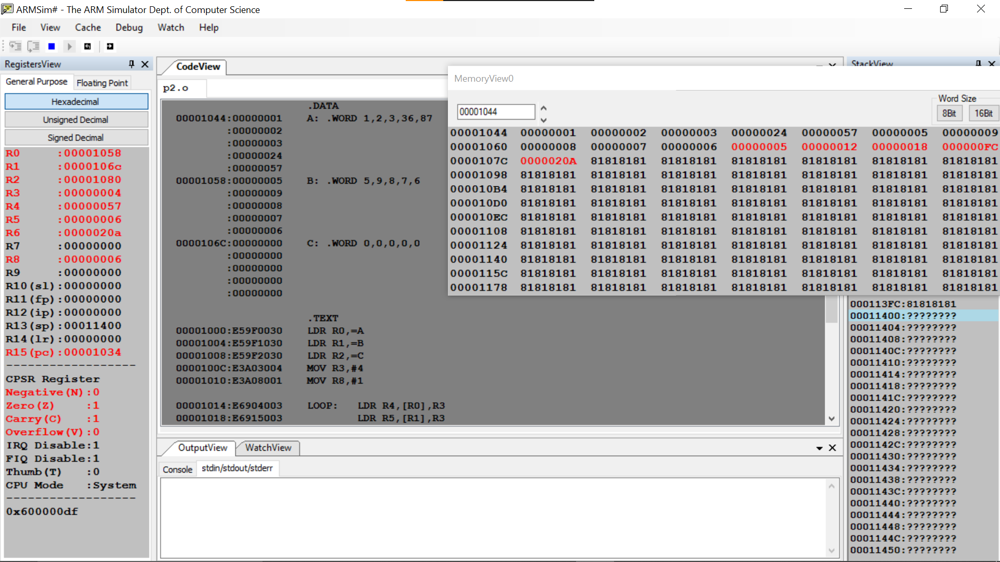 ARMSim# - The ARM Simulator Dept. of Computer Science
File View Cache Debug Watch Help
RegistersView
General Purpose Floating Point
Hexadecimal
Unsigned Decimal
Signed Decimal
R0 :00001058
R1 :0000106c
R2 :00001080
R3 :00000004
R4 :00000057
R5 :00000006
R6 :0000020a
R7 :00000000
R8 :00000006
R9 :00000000
R10(sl):00000000
R11(fp):00000000
R12(ip):00000000
R13(sp):00011400
R14(lr):00000000
R15(pc):00001034
-------------------
CPSR Register
Negative(N):0
Zero(Z) :1
Carry(C) :1
Overflow(V):0
IRQ Disable:1
FIQ Disable:1
Thumb(T) :0
CPU Mode :System
-------------------
0x600000df
CodeView
p2.o
.DATA
00001044:00000001 A: .WORD 1,2,3,36,87
:00000002
:00000003
:00000024
:00000057
00001058:00000005 B: .WORD 5,9,8,7,6
:00000009
:00000008
:00000007
:00000006
0000106C:00000000 C: .WORD 0,0,0,0,0
:00000000
:00000000
:00000000
:00000000
.TEXT
00001000:E59F0030 LDR R0,=A
00001004:E59F1030 LDR R1,=B
00001008:E59F2030 LDR R2,=C
0000100C:E3A03004 MOV R3,#4
00001010:E3A08001 MOV R8,#1
00001014:E6904003 LOOP: LDR R4,[R0],R3
00001018:E6915003 LDR R5,[R1],R3
MemoryView0
00001044
Word Size
8Bit 16Bit
00001044 00000001 00000002 00000003 00000024 00000057 00000005 00000009
00001060 00000008 00000007 00000006 00000005 00000012 00000018 000000FC
0000107C 0000020A 81818181 81818181 81818181 81818181 81818181 81818181
00001098 81818181 81818181 81818181 81818181 81818181 81818181 81818181
000010B4 81818181 81818181 81818181 81818181 81818181 81818181 81818181
000010D0 81818181 81818181 81818181 81818181 81818181 81818181 81818181
000010EC 81818181 81818181 81818181 81818181 81818181 81818181 81818181
00001108 81818181 81818181 81818181 81818181 81818181 81818181 81818181
00001124 81818181 81818181 81818181 81818181 81818181 81818181 81818181
00001140 81818181 81818181 81818181 81818181 81818181 81818181 81818181
0000115C 81818181 81818181 81818181 81818181 81818181 81818181 81818181
00001178 81818181 81818181 81818181 81818181 81818181 81818181 81818181
OutputView WatchView
Console stdin/stdout/stderr
StackView
000113FC:81818181
00011400:????????
00011404:????????
00011408:????????
0001140C:????????
00011410:????????
00011414:????????
00011418:????????
0001141C:????????
00011420:????????
00011424:????????
00011428:????????
0001142C:????????
00011430:????????
00011434:????????
00011438:????????
0001143C:????????
00011440:????????
00011444:????????
00011448:????????
0001144C:????????
00011450:????????